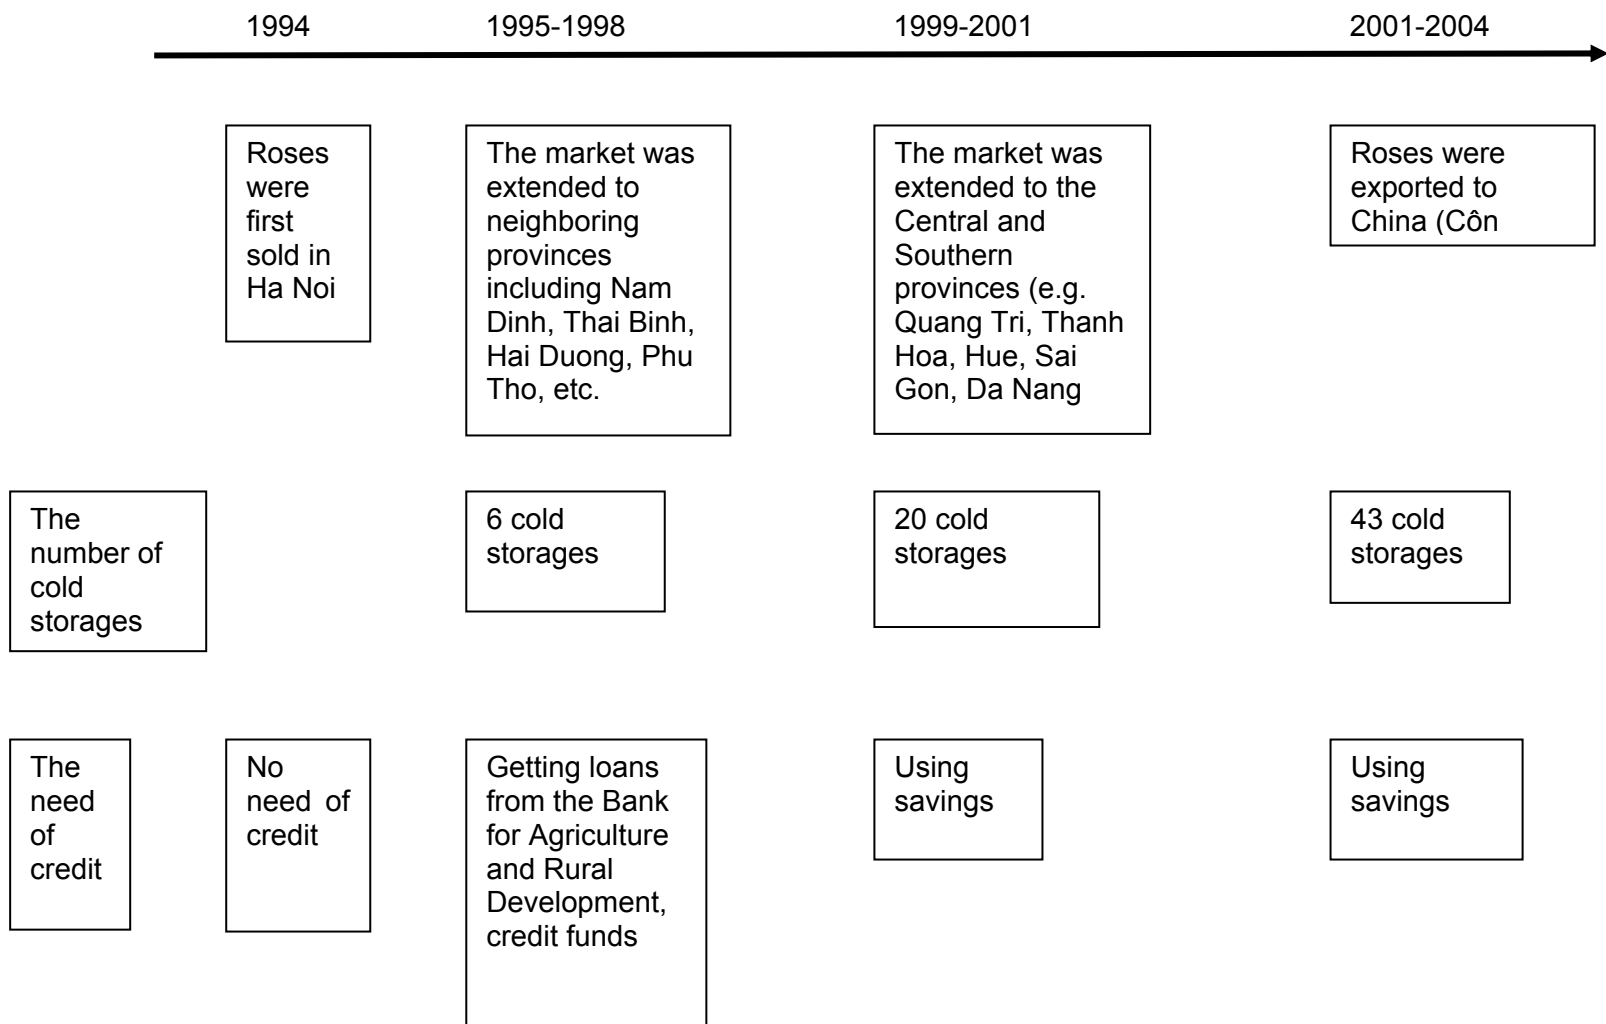 1994 1995-1998 1999-2001 2001-2004
Roses
were
first
sold in
Ha Noi
The market was
extended to
neighboring
provinces
including Nam
Dinh, Thai Binh,
Hai Duong, Phu
Tho, etc.
The market was
extended to the
Central and
Southern
provinces (e.g.
Quang Tri, Thanh
Hoa, Hue, Sai
Gon, Da Nang
Roses were
exported to
China (Côn
The
number of
cold
storages
6 cold
storages
20 cold
storages
43 cold
storages
The
need
of
credit
No
need of
credit
Getting loans
from the Bank
for Agriculture
and Rural
Development,
credit funds
Using
savings
Using
savings